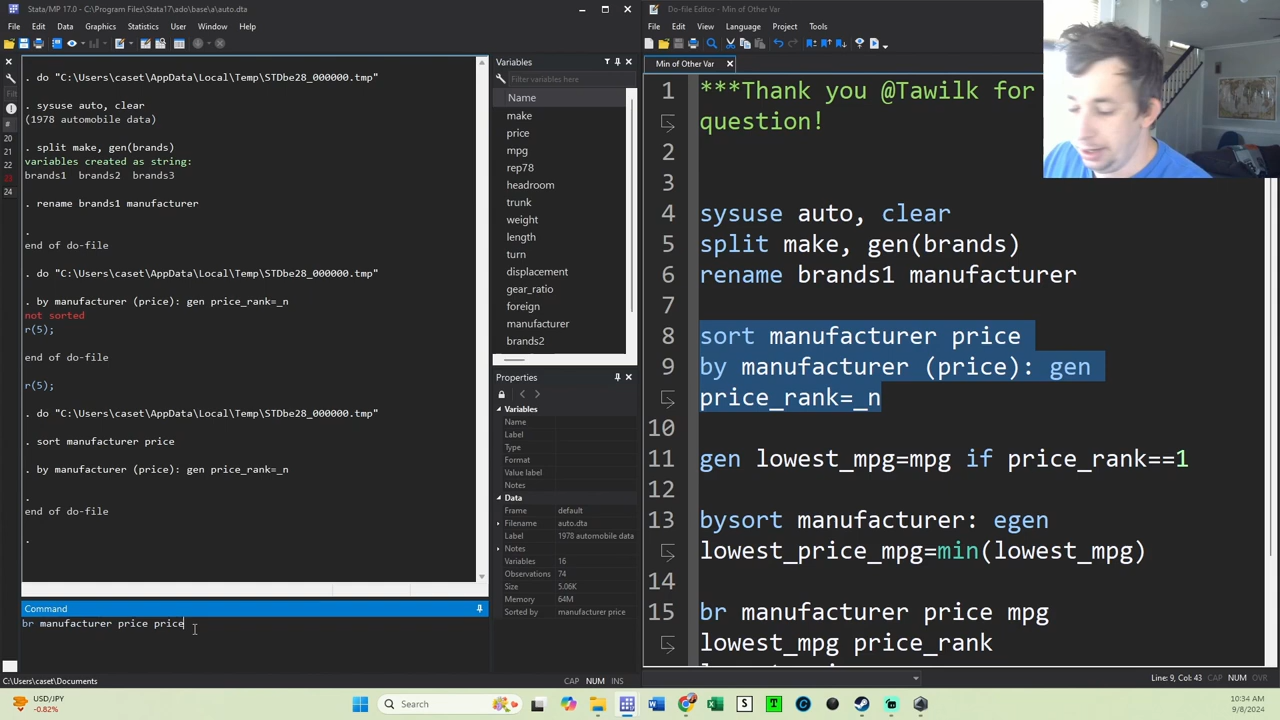 Stata/MP 17.0 - C:\Program Files\Stata17\ado\base\a\auto.dta
File Edit Data Graphics Statistics User Window Help
. do "C:\Users\caset\AppData\Local\Temp\STDbe28_000000.tmp"
. sysuse auto, clear
(1978 automobile data)
. split make, gen(brands)
variables created as string:
brands1 brands2 brands3
. rename brands1 manufacturer
.
end of do-file
. do "C:\Users\caset\AppData\Local\Temp\STDbe28_000000.tmp"
. by manufacturer (price): gen price_rank=_n
not sorted
r(5);
end of do-file
r(5);
. do "C:\Users\caset\AppData\Local\Temp\STDbe28_000000.tmp"
. sort manufacturer price
. by manufacturer (price): gen price_rank=_n
.
end of do-file
.
#
20
21
22
23
24
Command
br manufacturer price price
C:\Users\caset\Documents
CAP NUM INS
Variables
Filter variables here
Name
make
price
mpg
rep78
headroom
trunk
weight
length
turn
displacement
gear_ratio
foreign
manufacturer
brands2
Properties
Variables
Name
Label
Type
Format
Value label
Notes
Data
Frame default
Filename auto.dta
Label 1978 automobile data
Notes
Variables 16
Observations 74
Size 5.06K
Memory 64M
Sorted by manufacturer price
Do-file Editor - Min of Other Var
File Edit View Language Project Tools
Min of Other Var
1 ***Thank you @Tawilk for
question!
2
3
4 sysuse auto, clear
5 split make, gen(brands)
6 rename brands1 manufacturer
7
8 sort manufacturer price
9 by manufacturer (price): gen
price_rank=_n
10
11 gen lowest_mpg=mpg if price_rank==1
12
13 bysort manufacturer: egen
lowest_price_mpg=min(lowest_mpg)
14
15 br manufacturer price mpg
lowest_mpg price_rank
Line: 9, Col: 43 CAP NUM OVR
USD/JPY
-0.82%
Search
10:34 AM
9/8/2024